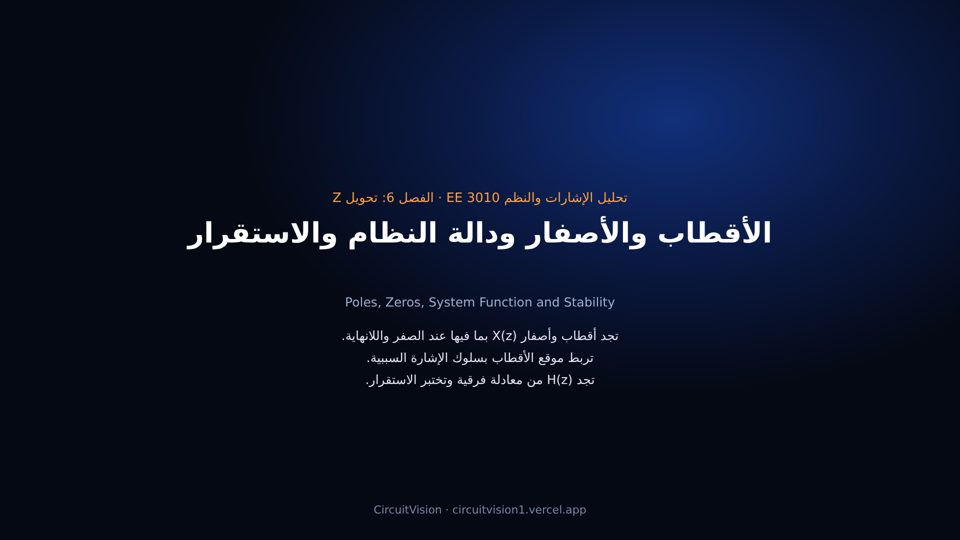 تحليل الإشارات والنظم EE 3010 · الفصل 6: تحويل Z
الأقطاب والأصفار ودالة النظام والاستقرار
Poles, Zeros, System Function and Stability
تجد أقطاب وأصفار X(z) بما فيها عند الصفر واللانهاية.
تربط موقع الأقطاب بسلوك الإشارة السببية.
تجد H(z) من معادلة فرقية وتختبر الاستقرار.
CircuitVision · circuitvision1.vercel.app